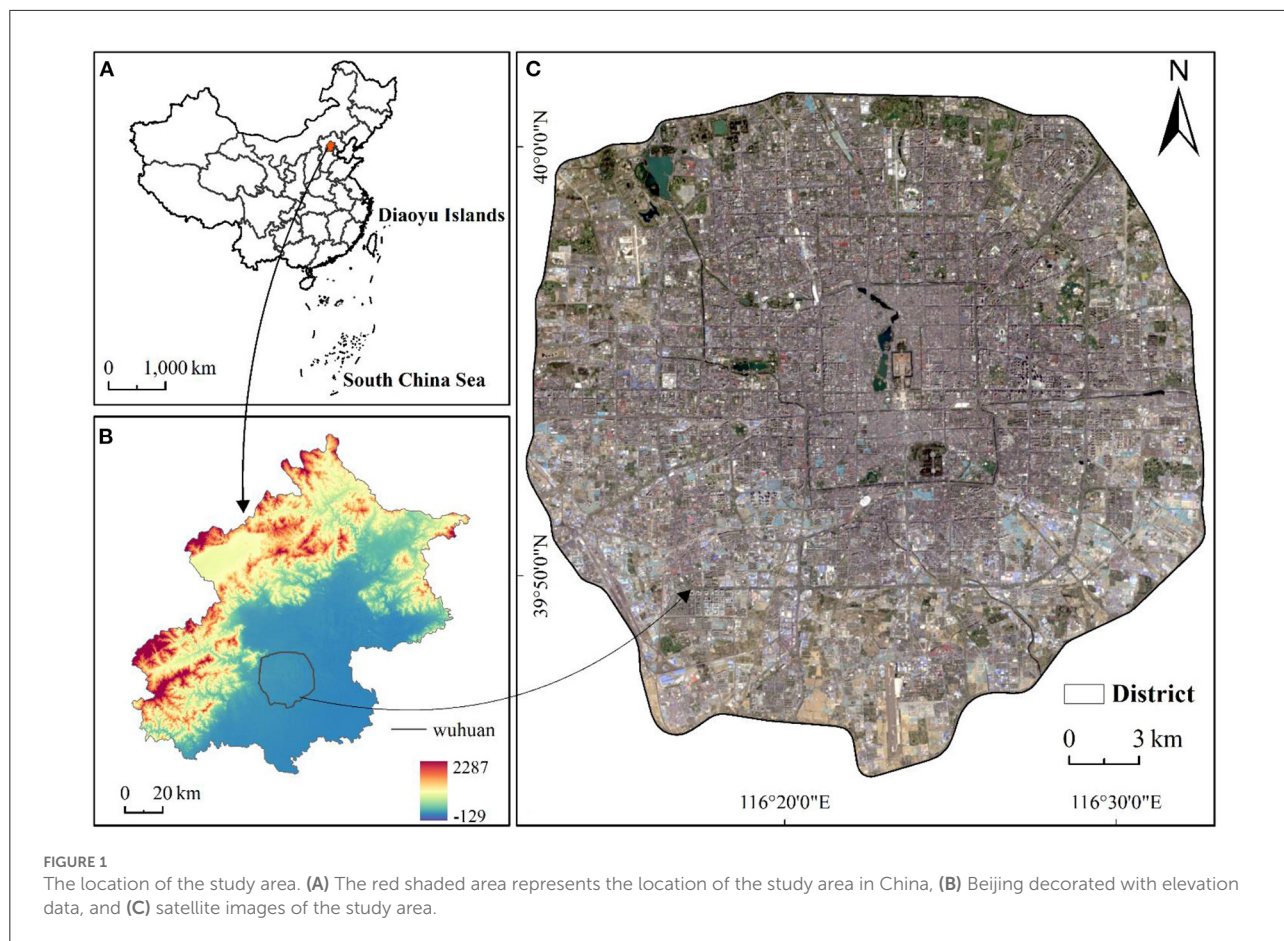 A
Diaoyu Islands
0 1,000 km
South China Sea
B
wuhuan
2287
-129
0 20 km
C
N
40°0'0"N
39°50'0"N
District
0 3 km
116°20'0"E 116°30'0"E
FIGURE 1
The location of the study area. (A) The red shaded area represents the location of the study area in China, (B) Beijing decorated with elevation
data, and (C) satellite images of the study area.